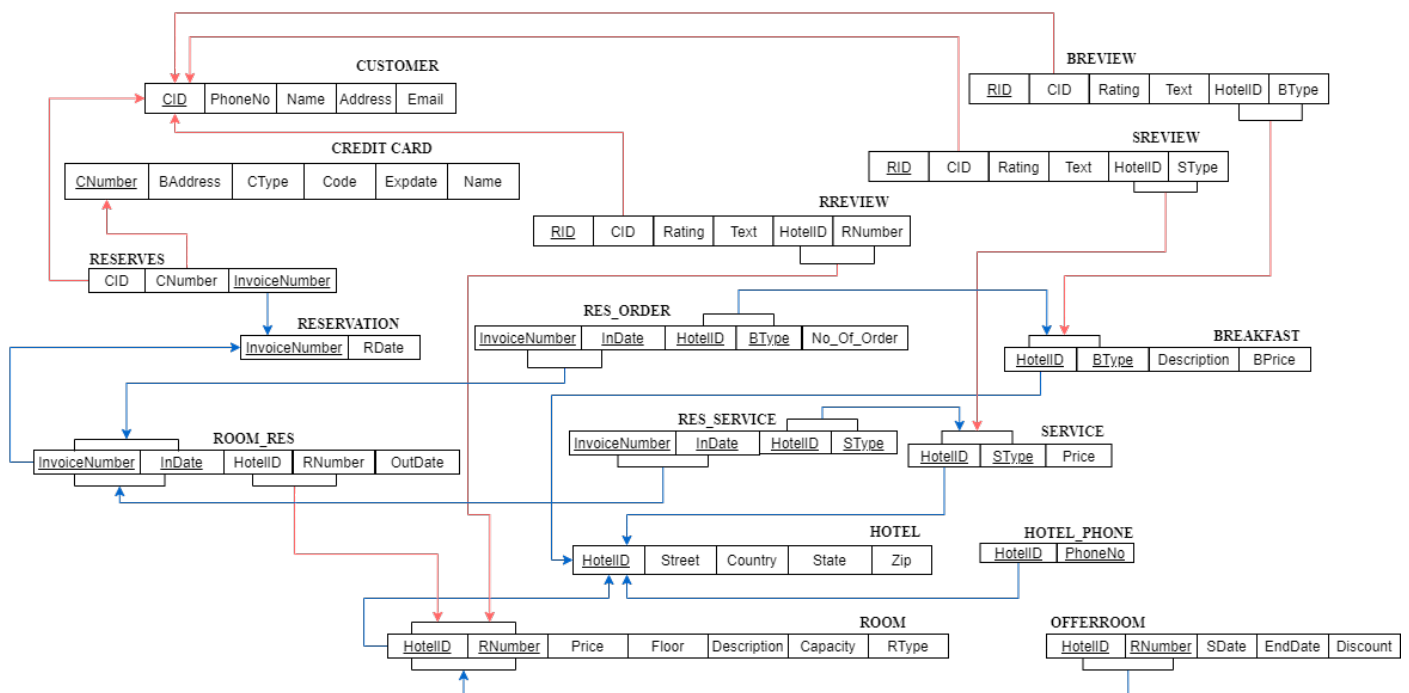 CUSTOMER
CID PhoneNo Name Address Email
BREVIEW
RID CID Rating Text HotelID BType
CREDIT CARD
CNumber BAddress CType Code Expdate Name
SREVIEW
RID CID Rating Text HotelID SType
RREVIEW
RID CID Rating Text HotelID RNumber
RESERVES
CID CNumber InvoiceNumber
RESERVATION
InvoiceNumber RDate
RES_ORDER
InvoiceNumber InDate HotelID BType No_Of_Order
BREAKFAST
HotelID BType Description BPrice
ROOM_RES
InvoiceNumber InDate HotelID RNumber OutDate
RES_SERVICE
InvoiceNumber InDate HotelID SType
SERVICE
HotelID SType Price
HOTEL
HotelID Street Country State Zip
HOTEL_PHONE
HotelID PhoneNo
ROOM
HotelID RNumber Price Floor Description Capacity RType
OFFERROOM
HotelID RNumber SDate EndDate Discount